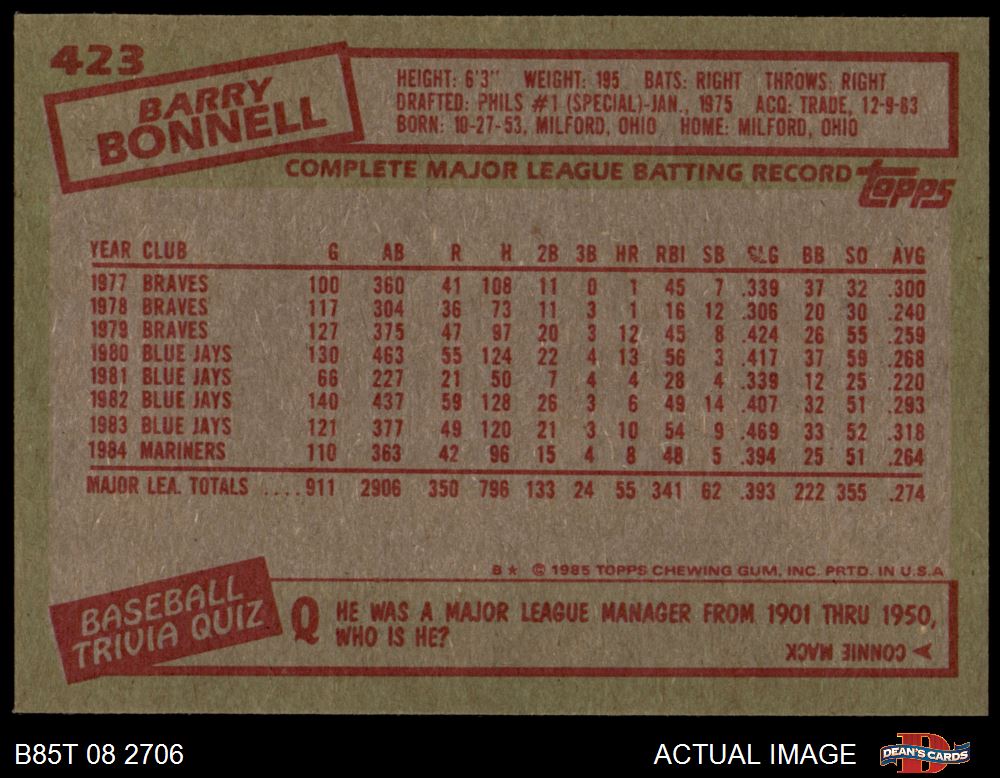 423
BARRY
BONNELL
HEIGHT: 6'3" WEIGHT: 195 BATS: RIGHT THROWS: RIGHT
DRAFTED: PHILS #1 (SPECIAL)-JAN., 1975 ACQ: TRADE, 12-9-83
BORN: 10-27-53, MILFORD, OHIO HOME: MILFORD, OHIO
COMPLETE MAJOR LEAGUE BATTING RECORD topps
YEAR CLUB G AB R H 2B 3B HR RBI SB SLG BB SO AVG
1977 BRAVES 100 360 41 108 11 0 1 45 7 .339 37 32 .300
1978 BRAVES 117 304 36 73 11 3 1 16 12 .306 20 30 .240
1979 BRAVES 127 375 47 97 20 3 12 45 8 .424 26 55 .259
1980 BLUE JAYS 130 463 55 124 22 4 13 56 3 .417 37 59 .268
1981 BLUE JAYS 66 227 21 50 7 4 4 28 4 .339 12 25 .220
1982 BLUE JAYS 140 437 59 128 26 3 6 49 14 .407 32 51 .293
1983 BLUE JAYS 121 377 49 120 21 3 10 54 9 .469 33 52 .318
1984 MARINERS 110 363 42 96 15 4 8 48 5 .394 25 51 .264
MAJOR LEA. TOTALS ....911 2906 350 796 133 24 55 341 62 .393 222 355 .274
B★ © 1985 TOPPS CHEWING GUM, INC. PRTD. IN U.S.A
BASEBALL
TRIVIA QUIZ
Q HE WAS A MAJOR LEAGUE MANAGER FROM 1901 THRU 1950,
WHO IS HE?
CONNIE MACK
B85T 08 2706
ACTUAL IMAGE
D
DEAN'S CARDS